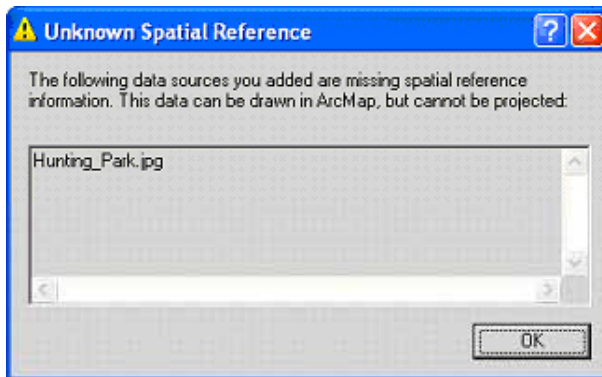 Unknown Spatial Reference
The following data sources you added are missing spatial reference
information. This data can be drawn in ArcMap, but cannot be projected:
Hunting_Park.jpg
OK